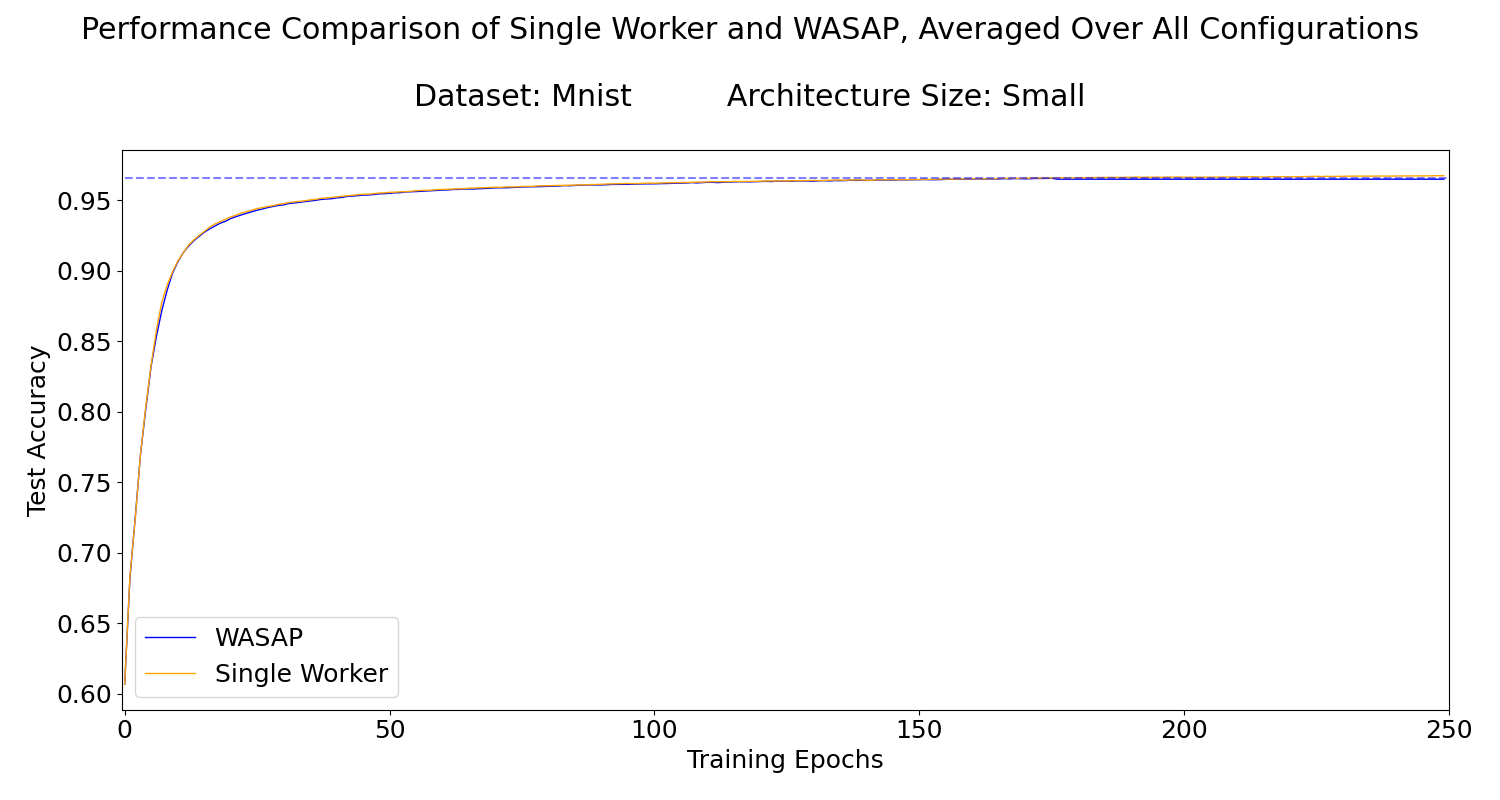 Performance Comparison of Single Worker and WASAP, Averaged Over All Configurations
Dataset: Mnist Architecture Size: Small
0.95
0.90
0.85
0.80
0.75
0.70
0.65
0.60
Test Accuracy
WASAP
Single Worker
0 50 100 150 200 250
Training Epochs